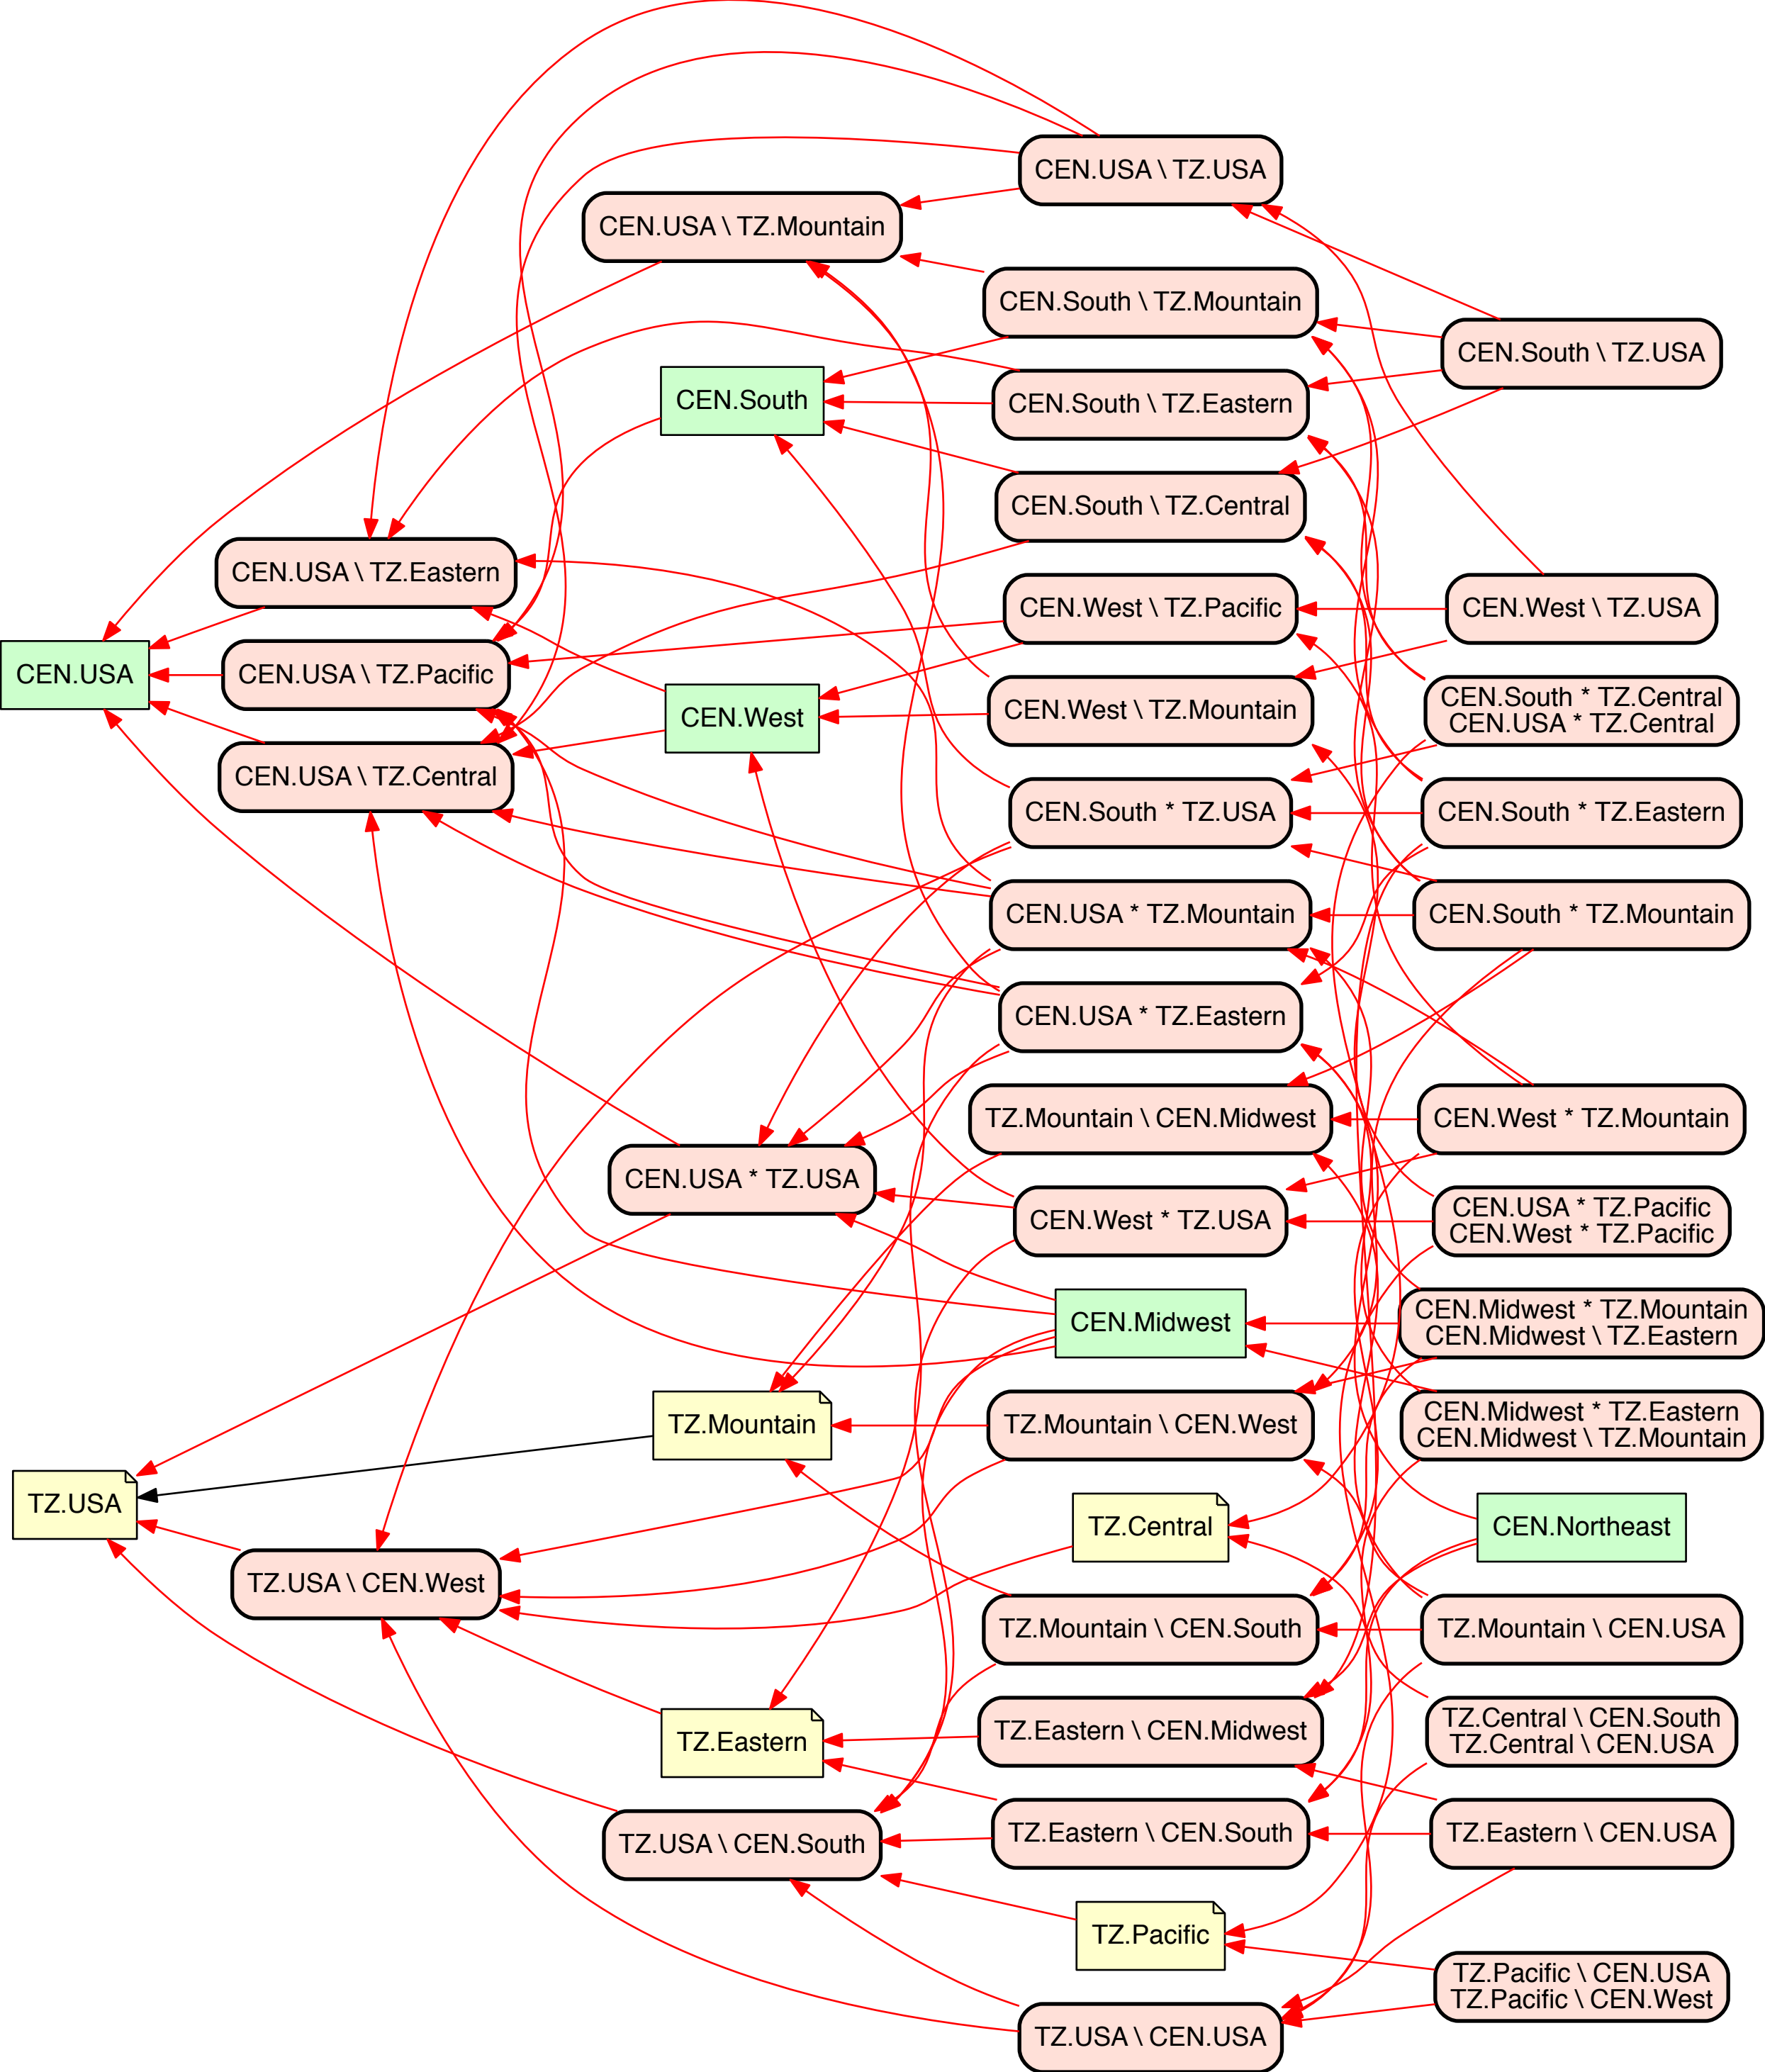 CEN.USA \ TZ.USA
CEN.USA \ TZ.Mountain
CEN.South \ TZ.Mountain
CEN.South \ TZ.USA
CEN.South
CEN.South \ TZ.Eastern
CEN.South \ TZ.Central
CEN.USA \ TZ.Eastern
CEN.West \ TZ.Pacific
CEN.West \ TZ.USA
CEN.USA
CEN.USA \ TZ.Pacific
CEN.West
CEN.West \ TZ.Mountain
CEN.South * TZ.Central
CEN.USA * TZ.Central
CEN.USA \ TZ.Central
CEN.South * TZ.USA
CEN.South * TZ.Eastern
CEN.USA * TZ.Mountain
CEN.South * TZ.Mountain
CEN.USA * TZ.Eastern
TZ.Mountain \ CEN.Midwest
CEN.West * TZ.Mountain
CEN.USA * TZ.USA
CEN.West * TZ.USA
CEN.USA * TZ.Pacific
CEN.West * TZ.Pacific
CEN.Midwest
CEN.Midwest * TZ.Mountain
CEN.Midwest \ TZ.Eastern
TZ.Mountain
TZ.Mountain \ CEN.West
CEN.Midwest * TZ.Eastern
CEN.Midwest \ TZ.Mountain
TZ.USA
TZ.Central
CEN.Northeast
TZ.USA \ CEN.West
TZ.Mountain \ CEN.South
TZ.Mountain \ CEN.USA
TZ.Eastern
TZ.Eastern \ CEN.Midwest
TZ.Central \ CEN.South
TZ.Central \ CEN.USA
TZ.USA \ CEN.South
TZ.Eastern \ CEN.South
TZ.Eastern \ CEN.USA
TZ.Pacific
TZ.Pacific \ CEN.USA
TZ.Pacific \ CEN.West
TZ.USA \ CEN.USA